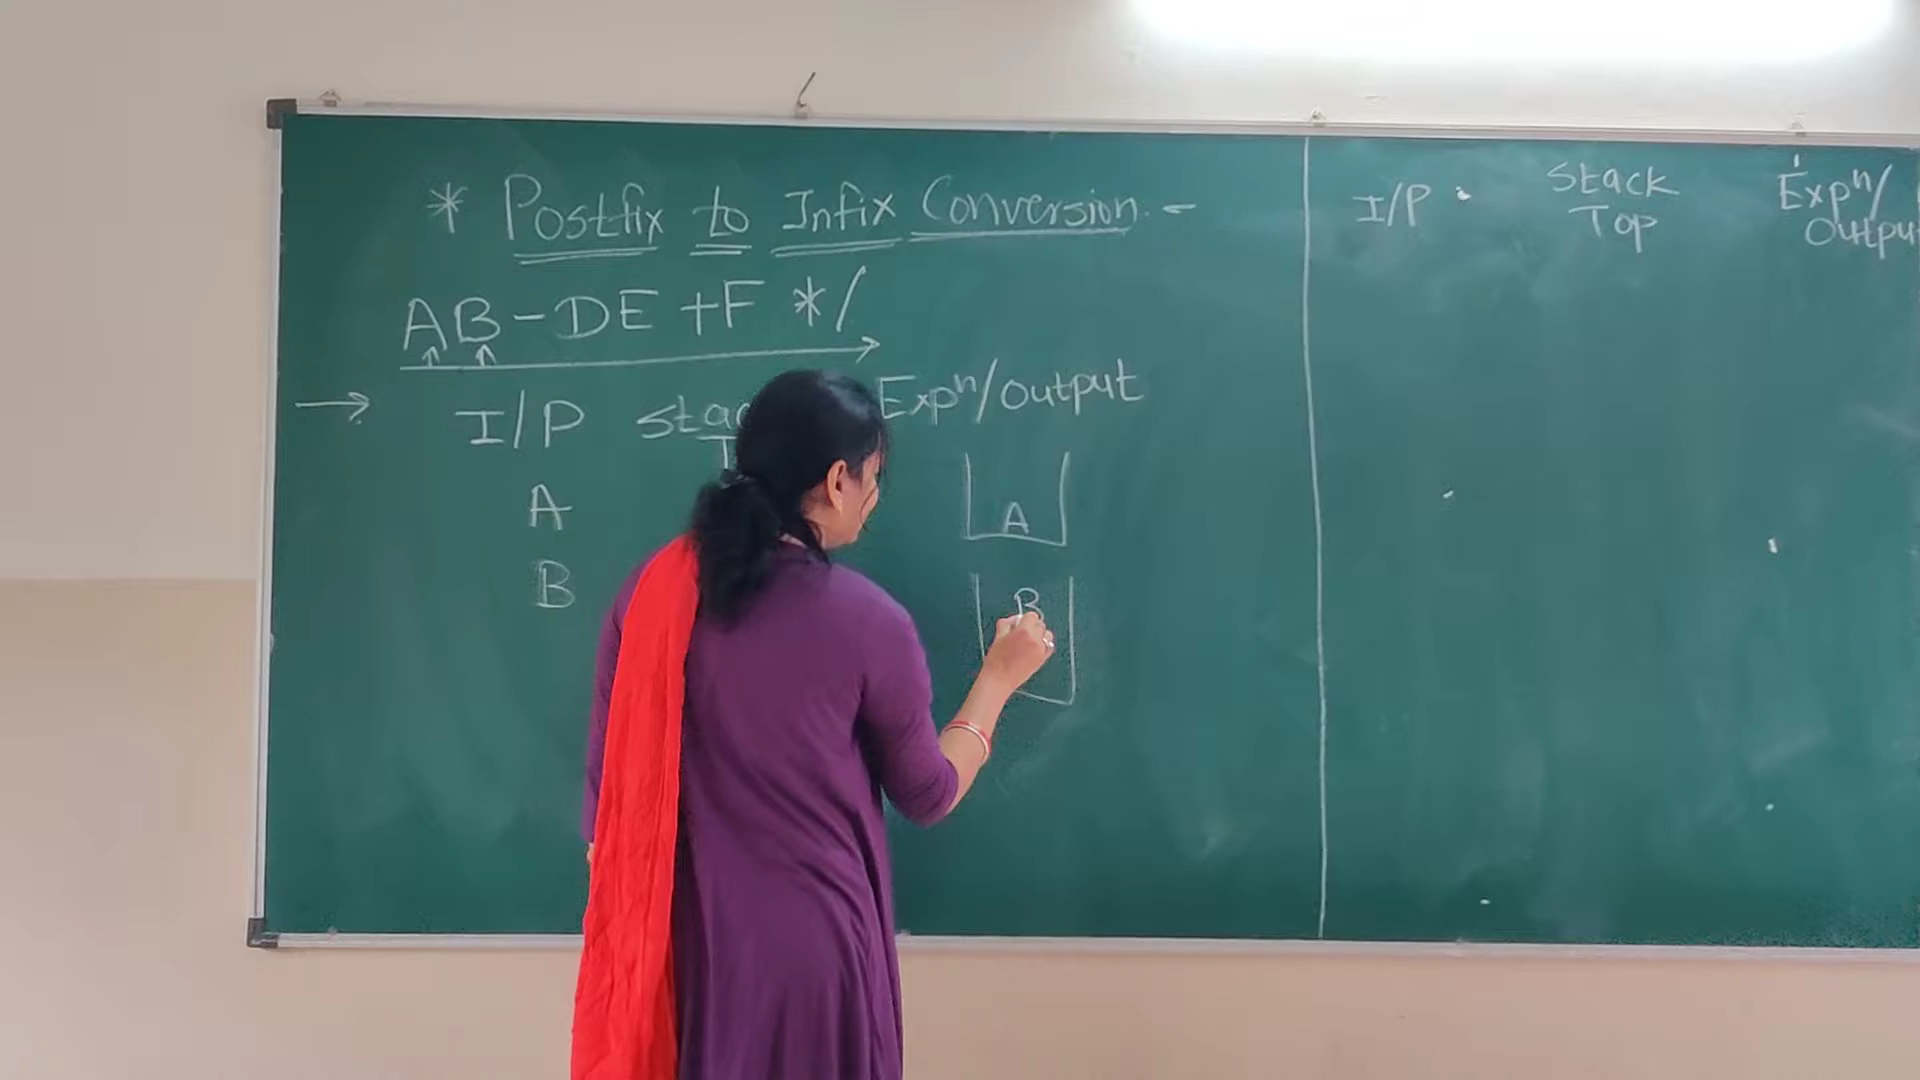 * Postfix to Infix Conversion. -
AB-DE+F */
→ I/P Expⁿ/output
A
A
B
B
I/P
Stack
Top
Expⁿ/